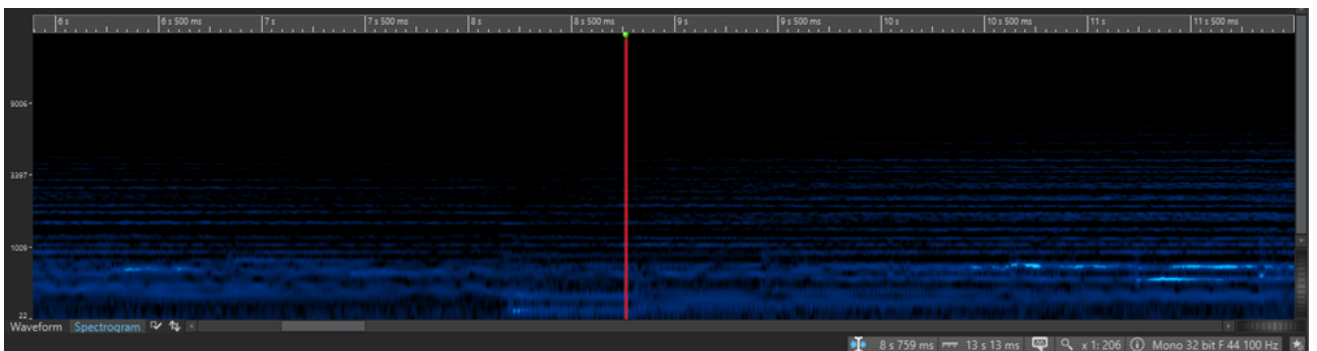 6 s 6 s 500 ms 7 s 7 s 500 ms 8 s 8 s 500 ms 9 s 9 s 500 ms 10 s 10 s 500 ms 11 s 11 s 500 ms
9006
2397
1009
22
Waveform Spectrogram
8 s 759 ms 13 s 13 ms x 1: 206 Mono 32 bit F 44 100 Hz